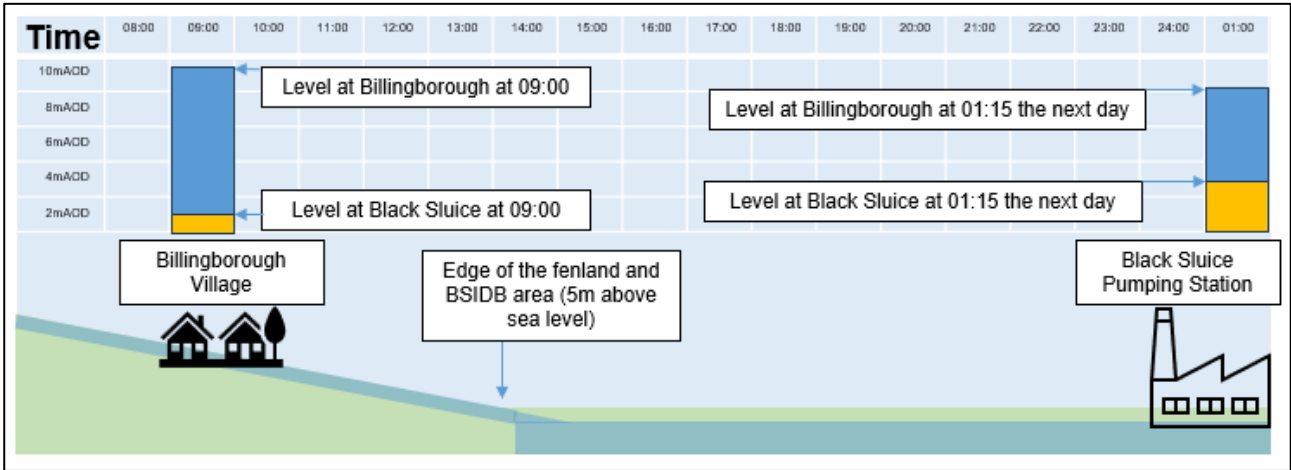 Time 08:00 09:00 10:00 11:00 12:00 13:00 14:00 15:00 16:00 17:00 18:00 19:00 20:00 21:00 22:00 23:00 24:00 01:00
10mAOD
8mAOD
6mAOD
4mAOD
2mAOD
Level at Billingborough at 09:00
Level at Billingborough at 01:15 the next day
Level at Black Sluice at 09:00
Level at Black Sluice at 01:15 the next day
Billingborough
Village
Edge of the fenland and
BSIDB area (5m above
sea level)
Black Sluice
Pumping Station